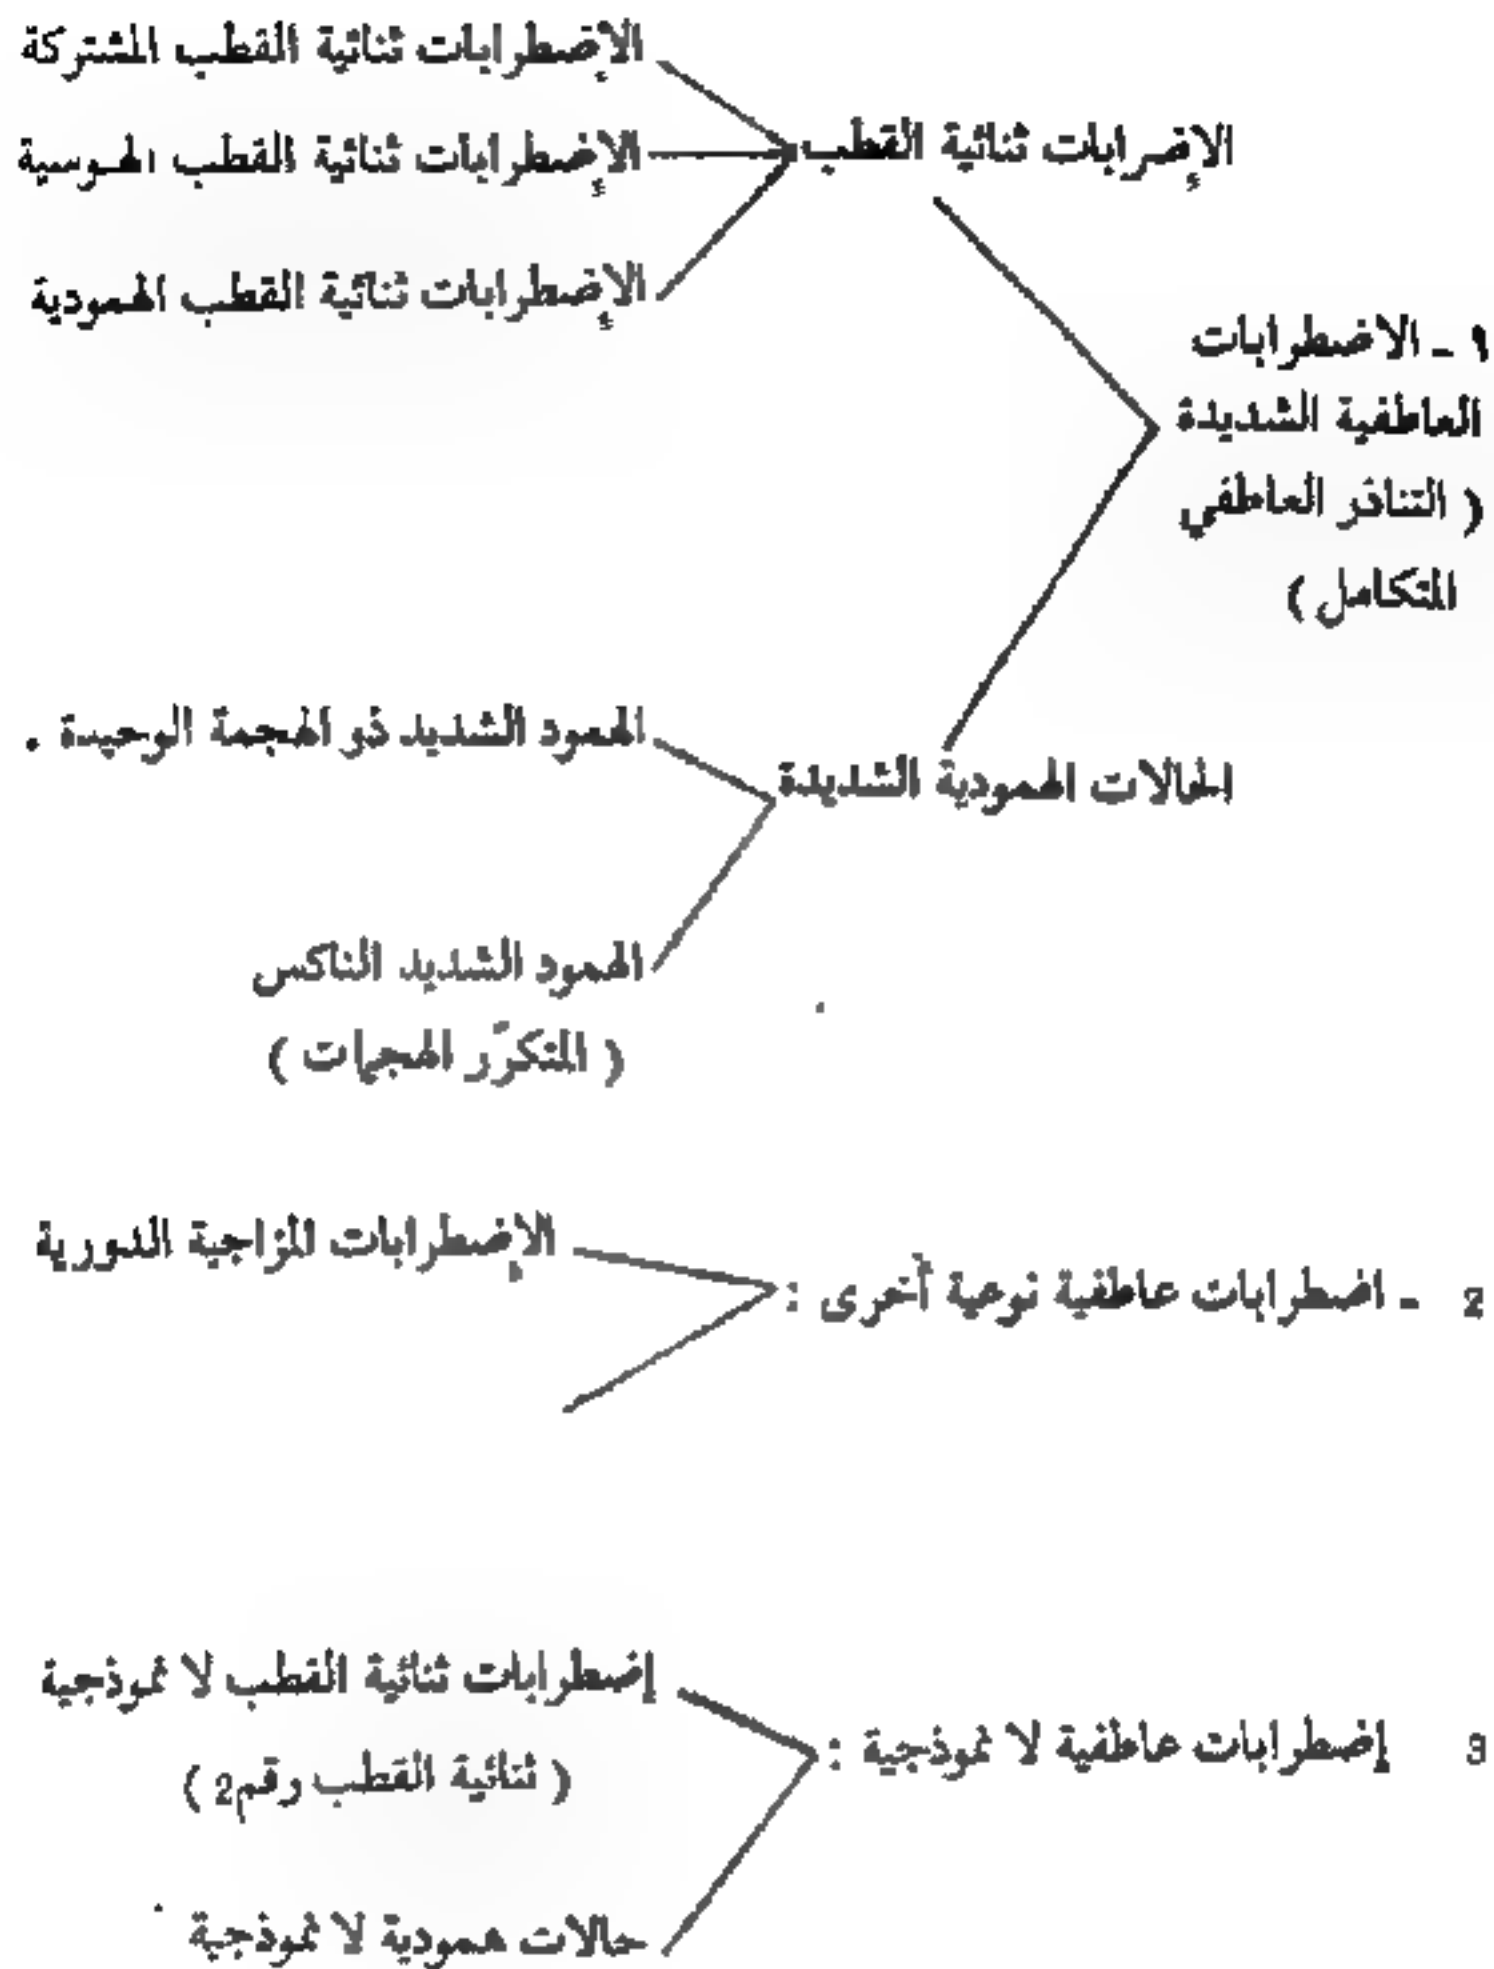 الإضطرابات ثنائية القطب المشتركة
الإضرابات ثنائية القطب
الإضطرابات ثنائية القطب الهوسية
الإضطرابات ثنائية القطب الهمودية
١ - الاضطرابات
العاطفية الشديدة
( التناذر العاطفي
المتكامل )
الهمود الشديد ذو الهجمة الوحيدة .
الحالات الهمودية الشديدة
الهمود الشديد الناكس
( المتكرّر الهجمات )
الإضطرابات المزاجية الدورية
2 - اضطرابات عاطفية نوعية أخرى :
إضطرابات ثنائية القطب لا نموذجية
( ثنائية القطب رقم2 )
3 إضطرابات عاطفية لا نموذجية :
حالات همودية لا نموذجية